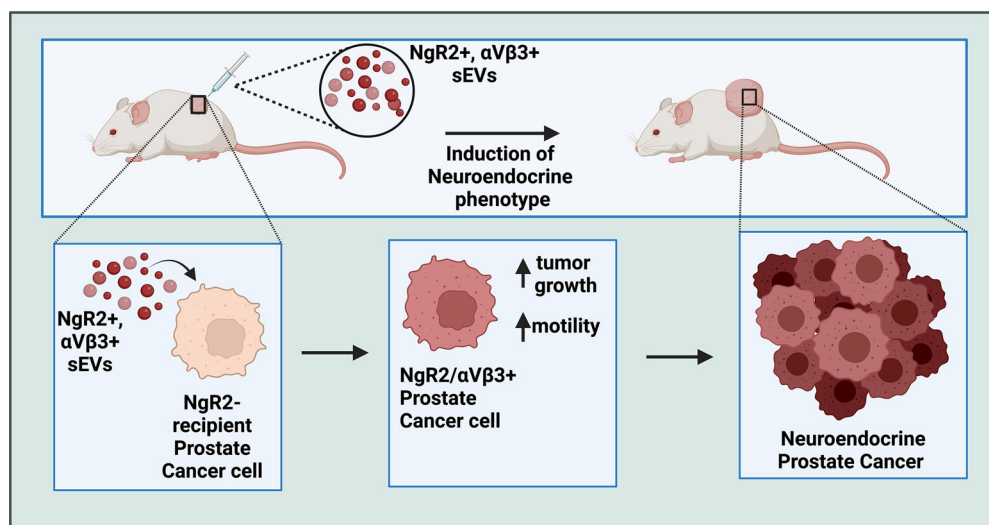 NgR2+, αVβ3+
sEVs
Induction of
Neuroendocrine
phenotype
NgR2+,
αVβ3+
sEVs
NgR2-
recipient
Prostate
Cancer cell
tumor
growth
motility
NgR2/αVβ3+
Prostate
Cancer cell
Neuroendocrine
Prostate Cancer